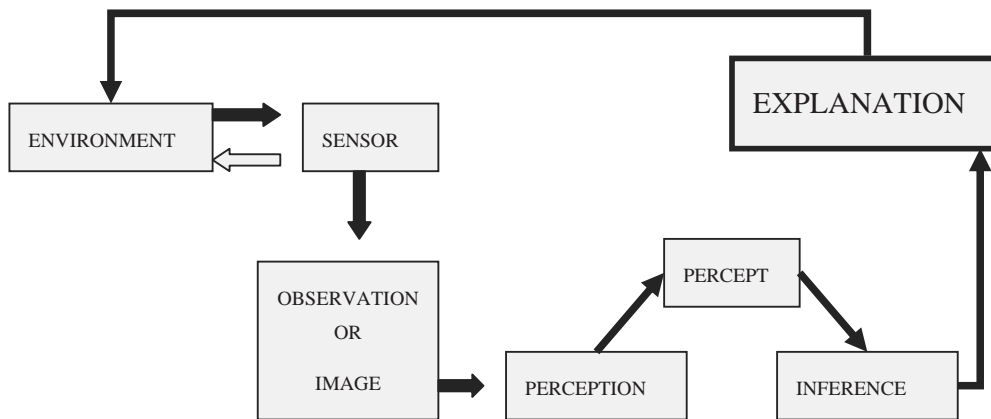 EXPLANATION
ENVIRONMENT
SENSOR
PERCEPT
OBSERVATION
OR
IMAGE
PERCEPTION
INFERENCE